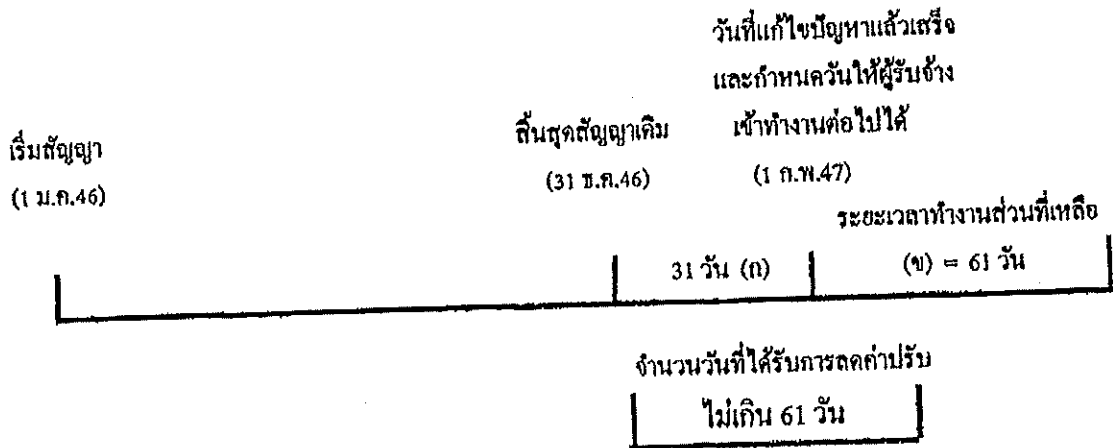 วันที่แก้ไขปัญหาแล้วเสร็จ
และกำหนดวันให้ผู้รับจ้าง
เข้าทำงานต่อไปได้
(1 ก.พ.47)
สิ้นสุดสัญญาเดิม
(31 ธ.ค.46)
เริ่มสัญญา
(1 ม.ค.46)
ระยะเวลาทำงานส่วนที่เหลือ
31 วัน (ก)
(ข) = 61 วัน
จำนวนวันที่ได้รับการลดค่าปรับ
ไม่เกิน 61 วัน